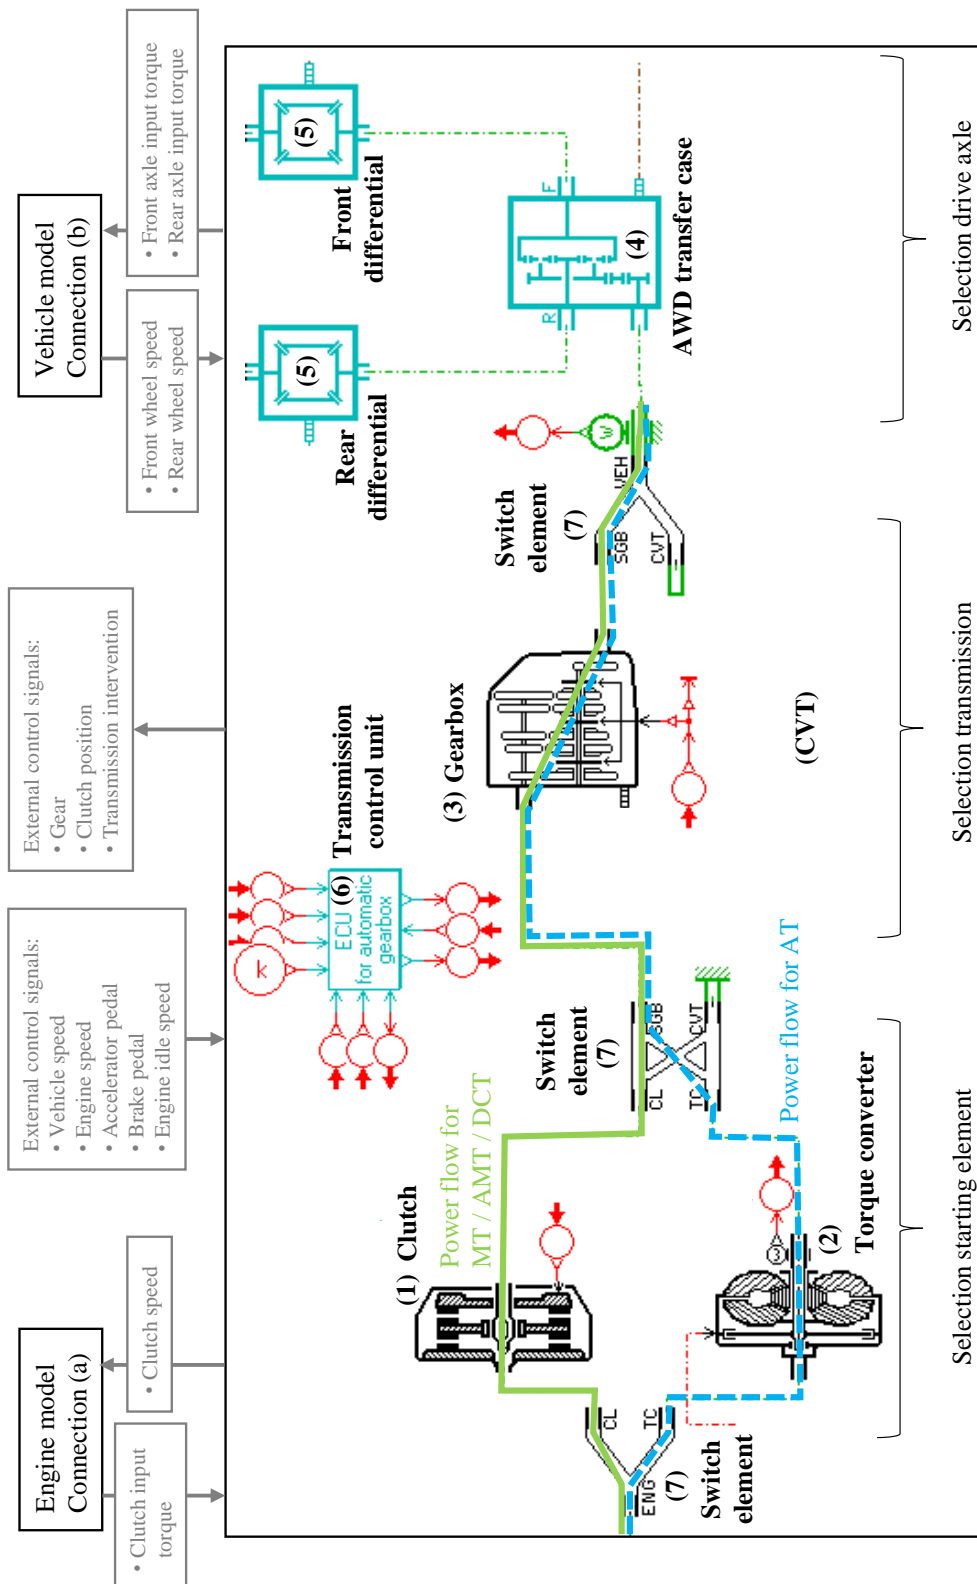 Engine model
Connection (a)
• Clutch input
torque
• Clutch speed
External control signals:
• Vehicle speed
• Engine speed
• Accelerator pedal
• Brake pedal
• Engine idle speed
External control signals:
• Gear
• Clutch position
• Transmission intervention
Vehicle model
Connection (b)
• Front wheel speed
• Rear wheel speed
• Front axle input torque
• Rear axle input torque
(1) Clutch
Power flow for
MT / AMT / DCT
ENG
CL
TC
(7)
Switch
element
3
(2)
Torque converter
Power flow for AT
Switch
element
(7)
CL
SGB
TC
CVT
k
(6)
ECU
for automatic
gearbox
Transmission
control unit
(3) Gearbox
(CVT)
Switch
element
(7)
SGB
VEH
CVT
W
Rear
differential
(5)
Front
differential
(5)
R
F
(4)
AWD transfer case
Selection starting element
Selection transmission
Selection drive axle